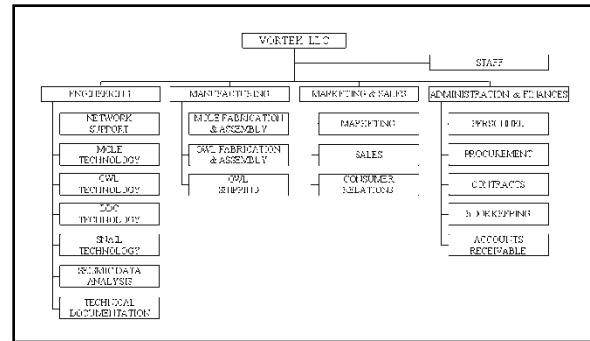 VORTEK LLC
STAFF
ENGINEERING
MANUFACTURING
MARKETING & SALES
ADMINISTRATION & FINANCES
NETWORK
SUPPORT
MOLE
TECHNOLOGY
OWL
TECHNOLOGY
TECHNOLOGY
SNAIL
TECHNOLOGY
SEISMIC DATA
ANALYSIS
TECHNICAL
DOCUMENTATION
MOLE FABRICATION
& ASSEMBLY
OWL FABRICATION
& ASSEMBLY
OWL
SHIPPING
MARKETING
SALES
CONSUMER
RELATIONS
PERSONNEL
PROCUREMENT
CONTRACTS
BOOKKEEPING
ACCOUNTS
RECEIVABLE